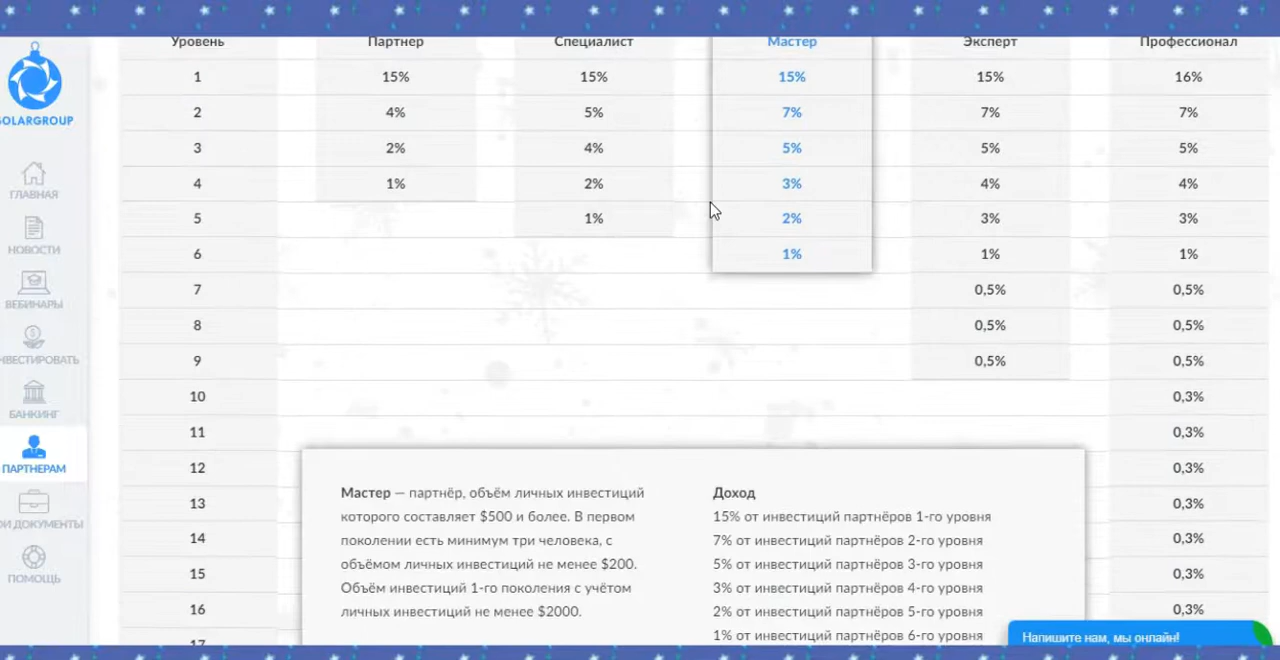 Уровень Партнер Специалист Мастер Эксперт Профессионал
1 15% 15% 15% 15% 16%
2 4% 5% 7% 7% 7%
3 2% 4% 5% 5% 5%
4 1% 2% 3% 4% 4%
5 1% 2% 3% 3%
6 1% 1% 1%
7 0,5% 0,5%
8 0,5% 0,5%
9 0,5% 0,5%
10 0,3%
11 0,3%
12 0,3%
13 0,3%
14 0,3%
15 0,3%
16 0,3%
17
OLARGROUP
ГЛАВНАЯ
НОВОСТИ
ВЕБИНАРЫ
НВЕСТИРОВАТЬ
БАНКИНГ
ПАРТНЕРАМ
ОИ ДОКУМЕНТЫ
ПОМОЩЬ
Мастер — партнёр, объём личных инвестиций
которого составляет $500 и более. В первом
поколении есть минимум три человека, с
объёмом личных инвестиций не менее $200.
Объём инвестиций 1-го поколения с учётом
личных инвестиций не менее $2000.
Доход
15% от инвестиций партнёров 1-го уровня
7% от инвестиций партнёров 2-го уровня
5% от инвестиций партнёров 3-го уровня
3% от инвестиций партнёров 4-го уровня
2% от инвестиций партнёров 5-го уровня
1% от инвестиций партнёров 6-го уровня
Напишите нам, мы онлайн!